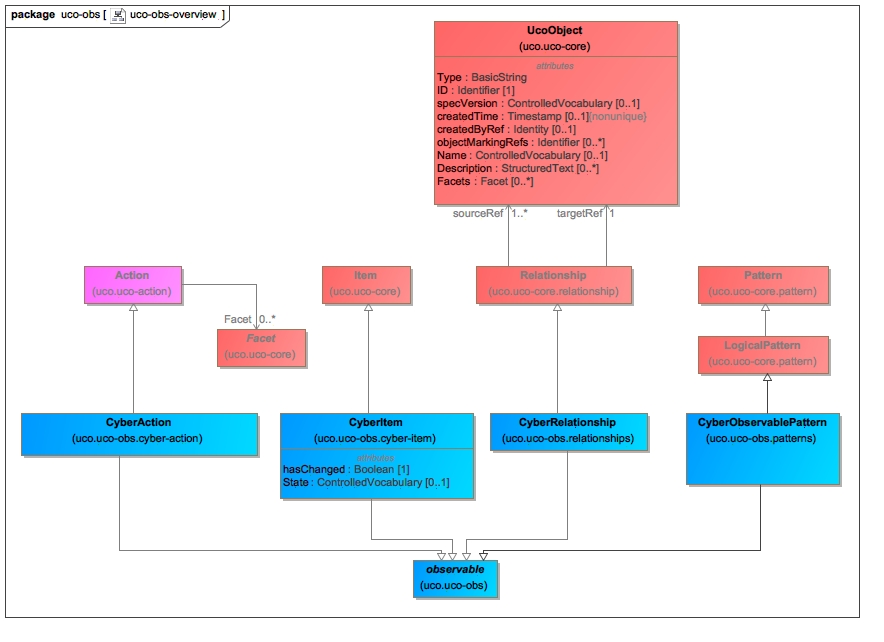 package uco-obs [ uco-obs-overview ]
UcoObject
(uco.uco-core)
attributes
Type : BasicString
ID : Identifier [1]
specVersion : ControlledVocabulary [0..1]
createdTime : Timestamp [0..1]{nonunique}
createdByRef : Identity [0..1]
objectMarkingRefs : Identifier [0..*]
Name : ControlledVocabulary [0..1]
Description : StructuredText [0..*]
Facets : Facet [0..*]
sourceRef 1..* targetRef 1
Action
(uco.uco-action)
Item
(uco.uco-core)
Relationship
(uco.uco-core.relationship)
Pattern
(uco.uco-core.pattern)
Facet 0..*
Facet
(uco.uco-core)
LogicalPattern
(uco.uco-core.pattern)
CyberAction
(uco.uco-obs.cyber-action)
CyberItem
(uco.uco-obs.cyber-item)
attributes
hasChanged : Boolean [1]
State : ControlledVocabulary [0..1]
CyberRelationship
(uco.uco-obs.relationships)
CyberObservablePattern
(uco.uco-obs.patterns)
observable
(uco.uco-obs)